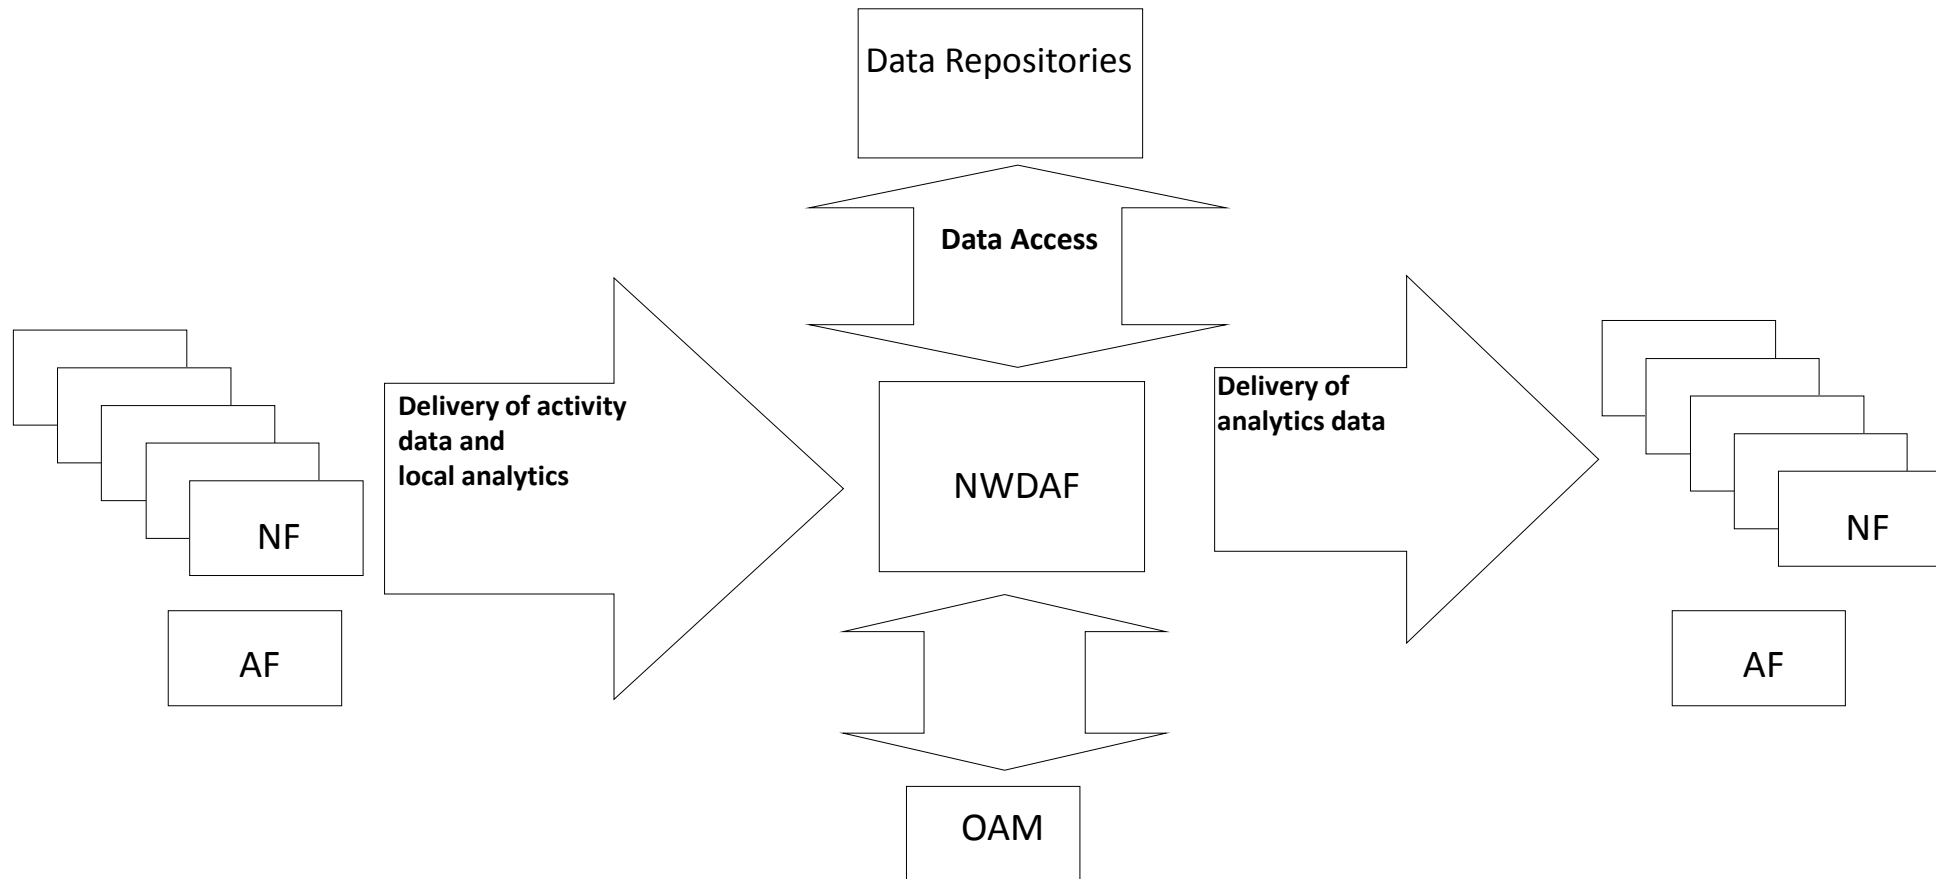 Data Repositories
Data Access
Delivery of activity
data and
local analytics
NWDAF
Delivery of
analytics data
NF
AF
NF
AF
OAM